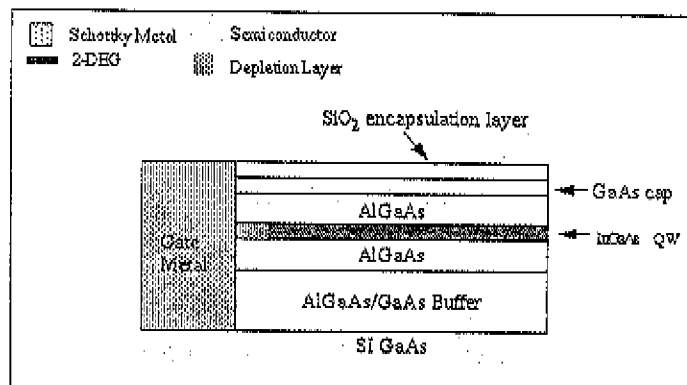 Schottky Metal
Semiconductor
2-DEG
Depletion Layer
SiO₂ encapsulation layer
GaAs cap
AlGaAs
InGaAs QW
Gate
Metal
AlGaAs
AlGaAs/GaAs Buffer
SI GaAs